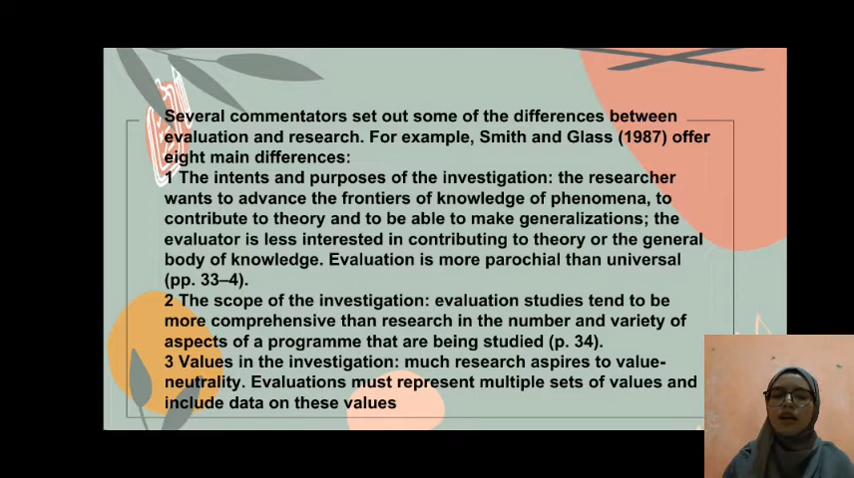 Several commentators set out some of the differences between
evaluation and research. For example, Smith and Glass (1987) offer
eight main differences:
1 The intents and purposes of the investigation: the researcher
wants to advance the frontiers of knowledge of phenomena, to
contribute to theory and to be able to make generalizations; the
evaluator is less interested in contributing to theory or the general
body of knowledge. Evaluation is more parochial than universal
(pp. 33–4).
2 The scope of the investigation: evaluation studies tend to be
more comprehensive than research in the number and variety of
aspects of a programme that are being studied (p. 34).
3 Values in the investigation: much research aspires to value-
neutrality. Evaluations must represent multiple sets of values and
include data on these values